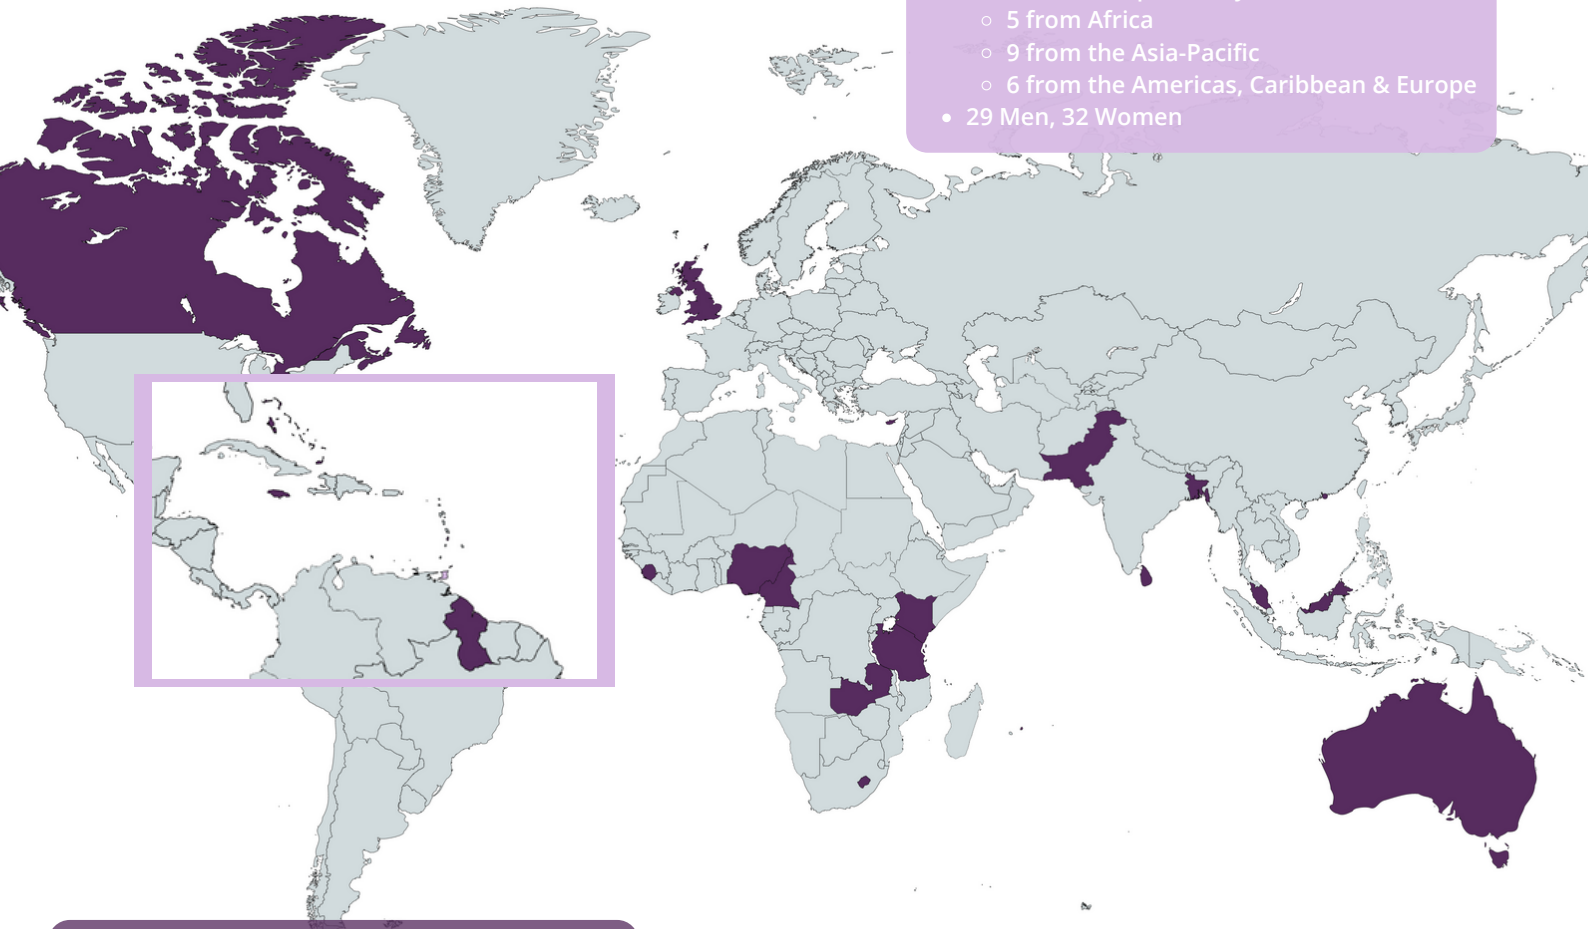 5 from Africa
9 from the Asia-Pacific
6 from the Americas, Caribbean & Europe
29 Men, 32 Women